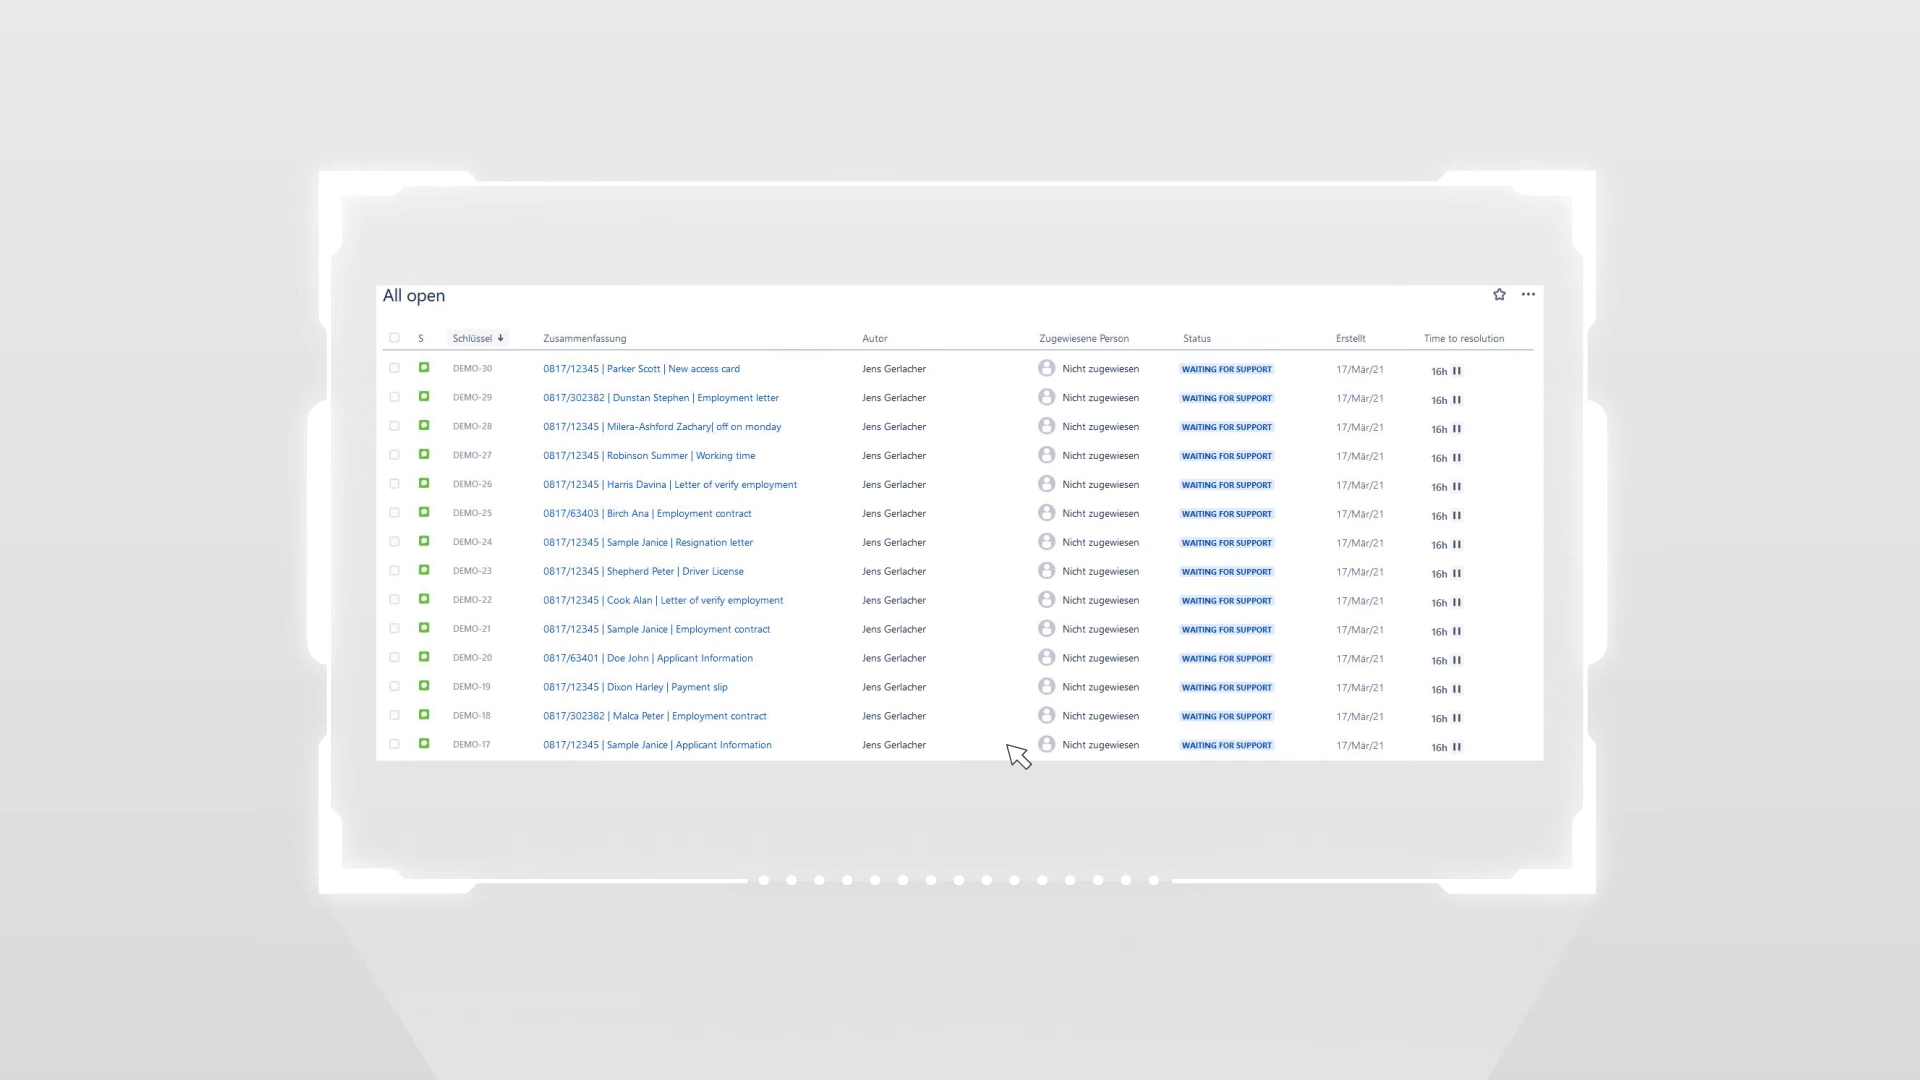 All open
S Schlüssel Zusammenfassung Autor Zugewiesene Person Status Erstellt Time to resolution
DEMO-30 0817/12345 | Parker Scott | New access card Jens Gerlacher Nicht zugewiesen WAITING FOR SUPPORT 17/Mär/21 16h
DEMO-29 0817/302382 | Dunstan Stephen | Employment letter Jens Gerlacher Nicht zugewiesen WAITING FOR SUPPORT 17/Mär/21 16h
DEMO-28 0817/12345 | Milera-Ashford Zachary| off on monday Jens Gerlacher Nicht zugewiesen WAITING FOR SUPPORT 17/Mär/21 16h
DEMO-27 0817/12345 | Robinson Summer | Working time Jens Gerlacher Nicht zugewiesen WAITING FOR SUPPORT 17/Mär/21 16h
DEMO-26 0817/12345 | Harris Davina | Letter of verify employment Jens Gerlacher Nicht zugewiesen WAITING FOR SUPPORT 17/Mär/21 16h
DEMO-25 0817/63403 | Birch Ana | Employment contract Jens Gerlacher Nicht zugewiesen WAITING FOR SUPPORT 17/Mär/21 16h
DEMO-24 0817/12345 | Sample Janice | Resignation letter Jens Gerlacher Nicht zugewiesen WAITING FOR SUPPORT 17/Mär/21 16h
DEMO-23 0817/12345 | Shepherd Peter | Driver License Jens Gerlacher Nicht zugewiesen WAITING FOR SUPPORT 17/Mär/21 16h
DEMO-22 0817/12345 | Cook Alan | Letter of verify employment Jens Gerlacher Nicht zugewiesen WAITING FOR SUPPORT 17/Mär/21 16h
DEMO-21 0817/12345 | Sample Janice | Employment contract Jens Gerlacher Nicht zugewiesen WAITING FOR SUPPORT 17/Mär/21 16h
DEMO-20 0817/63401 | Doe John | Applicant Information Jens Gerlacher Nicht zugewiesen WAITING FOR SUPPORT 17/Mär/21 16h
DEMO-19 0817/12345 | Dixon Harley | Payment slip Jens Gerlacher Nicht zugewiesen WAITING FOR SUPPORT 17/Mär/21 16h
DEMO-18 0817/302382 | Malca Peter | Employment contract Jens Gerlacher Nicht zugewiesen WAITING FOR SUPPORT 17/Mär/21 16h
DEMO-17 0817/12345 | Sample Janice | Applicant Information Jens Gerlacher Nicht zugewiesen WAITING FOR SUPPORT 17/Mär/21 16h